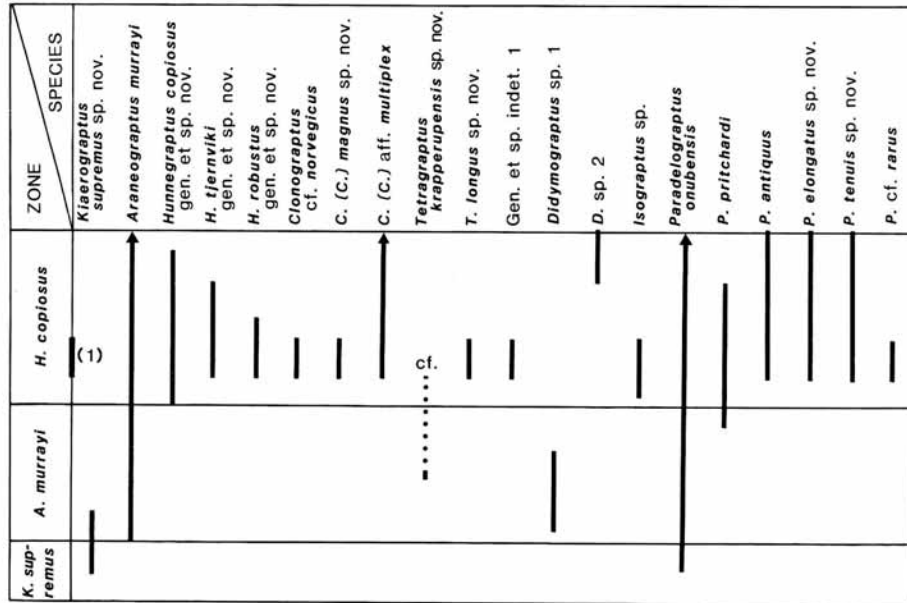 ZONE
SPECIES
Kiaerograptus
supremus sp. nov.
Araneograptus murrayi
Hunnegraptus copiosus
gen. et sp. nov.
H. tjernviki
gen. et sp. nov.
H. robustus
gen. et sp. nov.
Clonograptus
cf. norvegicus
C. (C.) magnus sp. nov.
C. (C.) aff. multiplex
Tetragraptus
krapperupensis sp. nov.
T. longus sp. nov.
Gen. et sp. indet. 1
Didymograptus sp. 1
D. sp. 2
Isograptus sp.
Paradelograptus
onubensis
P. pritchardi
P. antiquus
P. elongatus sp. nov.
P. tenuis sp. nov.
P. cf. rarus
H. copiosus
(1)
cf.
A. murrayi
K. sup-
remus